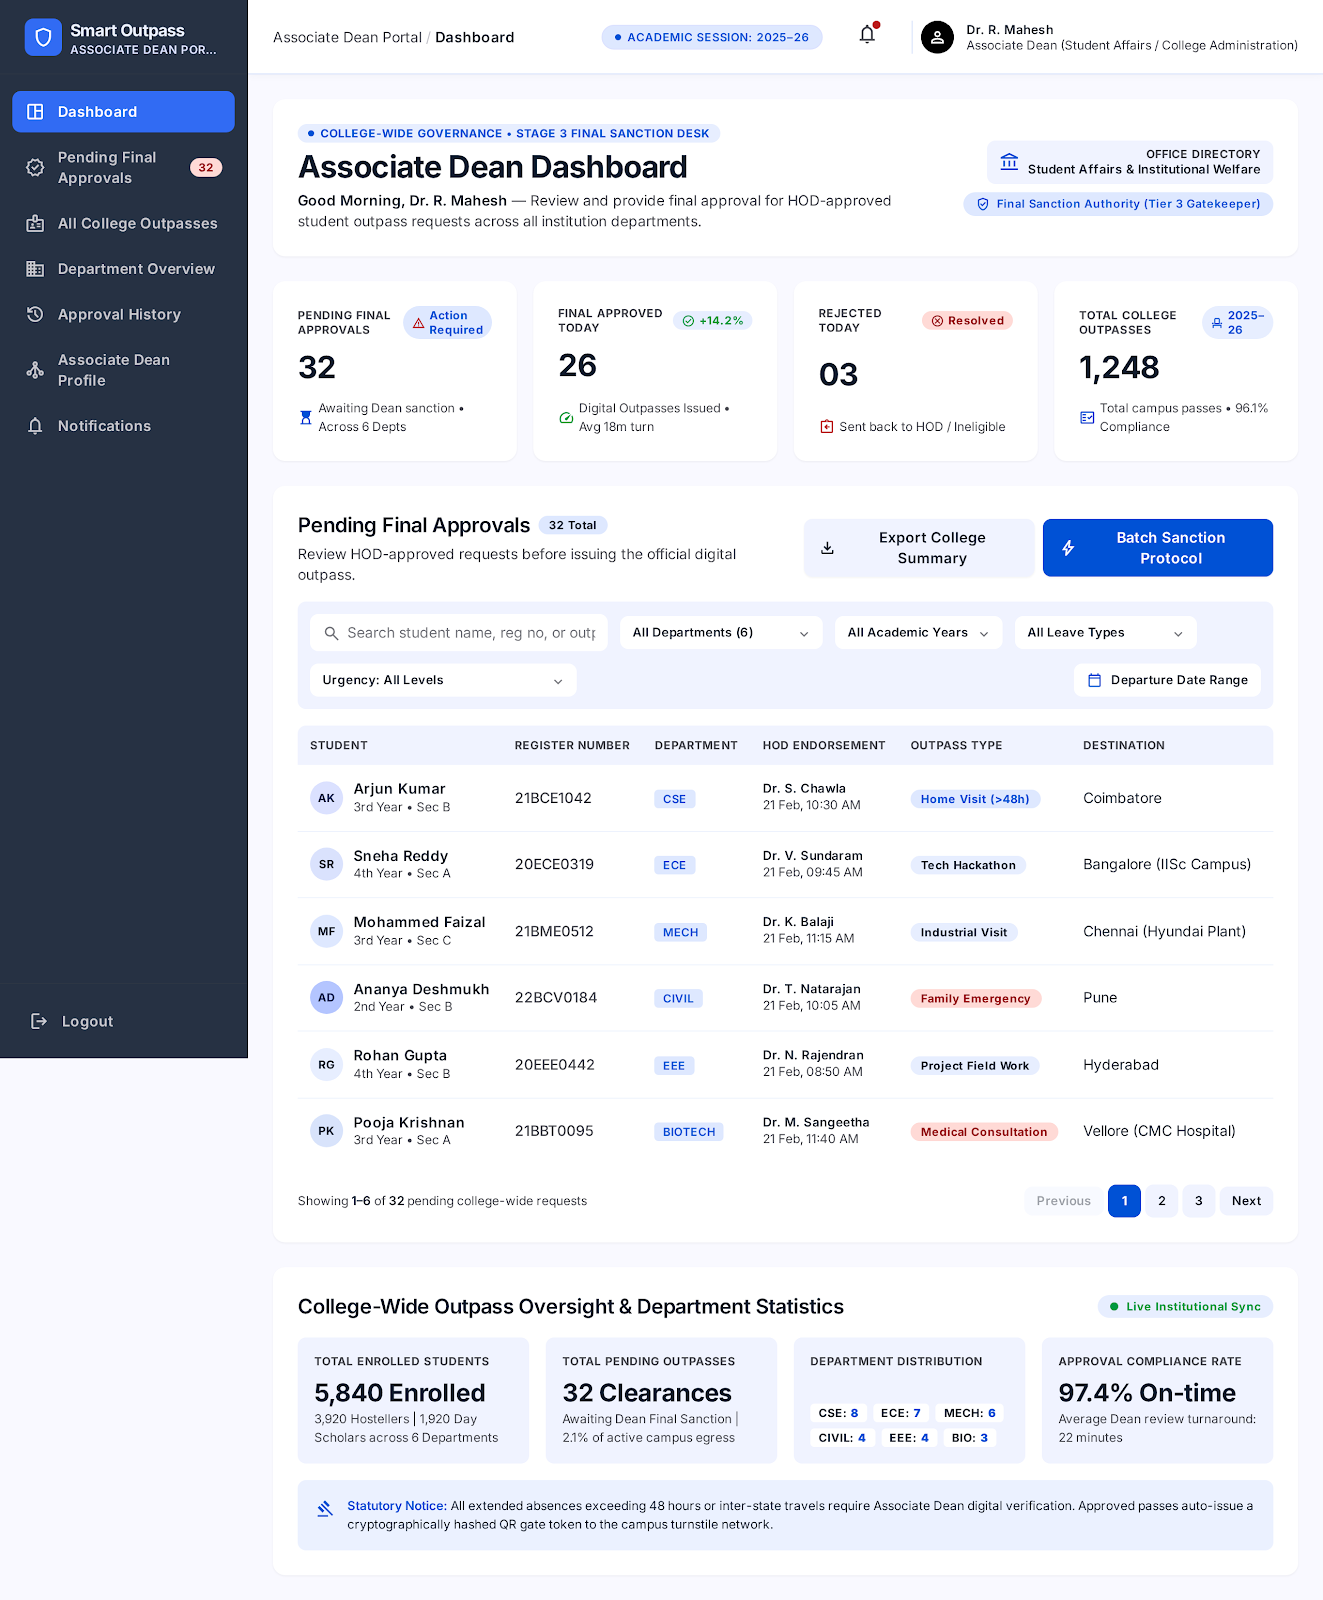 Smart Outpass
ASSOCIATE DEAN POR...
Dashboard
Pending Final
Approvals
32
All College Outpasses
Department Overview
Approval History
Associate Dean
Profile
Notifications
Logout
Associate Dean Portal / Dashboard
ACADEMIC SESSION: 2025–26
Dr. R. Mahesh
Associate Dean (Student Affairs / College Administration)
COLLEGE-WIDE GOVERNANCE • STAGE 3 FINAL SANCTION DESK
Associate Dean Dashboard
Good Morning, Dr. R. Mahesh — Review and provide final approval for HOD-approved
student outpass requests across all institution departments.
OFFICE DIRECTORY
Student Affairs & Institutional Welfare
Final Sanction Authority (Tier 3 Gatekeeper)
PENDING FINAL
APPROVALS
Action
Required
32
Awaiting Dean sanction •
Across 6 Depts
FINAL APPROVED
TODAY
+14.2%
26
Digital Outpasses Issued •
Avg 18m turn
REJECTED
TODAY
Resolved
03
Sent back to HOD / Ineligible
TOTAL COLLEGE
OUTPASSES
2025–
26
1,248
Total campus passes • 96.1%
Compliance
Pending Final Approvals 32 Total
Review HOD-approved requests before issuing the official digital
outpass.
Export College
Summary
Batch Sanction
Protocol
Search student name, reg no, or outp
All Departments (6)
All Academic Years
All Leave Types
Urgency: All Levels
Departure Date Range
STUDENT REGISTER NUMBER DEPARTMENT HOD ENDORSEMENT OUTPASS TYPE DESTINATION
AK Arjun Kumar 21BCE1042 CSE Dr. S. Chawla Home Visit (>48h) Coimbatore
3rd Year • Sec B 21 Feb, 10:30 AM
SR Sneha Reddy 20ECE0319 ECE Dr. V. Sundaram Tech Hackathon Bangalore (IISc Campus)
4th Year • Sec A 21 Feb, 09:45 AM
MF Mohammed Faizal 21BME0512 MECH Dr. K. Balaji Industrial Visit Chennai (Hyundai Plant)
3rd Year • Sec C 21 Feb, 11:15 AM
AD Ananya Deshmukh 22BCV0184 CIVIL Dr. T. Natarajan Family Emergency Pune
2nd Year • Sec B 21 Feb, 10:05 AM
RG Rohan Gupta 20EEE0442 EEE Dr. N. Rajendran Project Field Work Hyderabad
4th Year • Sec B 21 Feb, 08:50 AM
PK Pooja Krishnan 21BBT0095 BIOTECH Dr. M. Sangeetha Medical Consultation Vellore (CMC Hospital)
3rd Year • Sec A 21 Feb, 11:40 AM
Showing 1–6 of 32 pending college-wide requests
Previous 1 2 3 Next
College-Wide Outpass Oversight & Department Statistics
Live Institutional Sync
TOTAL ENROLLED STUDENTS
5,840 Enrolled
3,920 Hostellers | 1,920 Day
Scholars across 6 Departments
TOTAL PENDING OUTPASSES
32 Clearances
Awaiting Dean Final Sanction |
2.1% of active campus egress
DEPARTMENT DISTRIBUTION
CSE: 8 ECE: 7 MECH: 6
CIVIL: 4 EEE: 4 BIO: 3
APPROVAL COMPLIANCE RATE
97.4% On-time
Average Dean review turnaround:
22 minutes
Statutory Notice: All extended absences exceeding 48 hours or inter-state travels require Associate Dean digital verification. Approved passes auto-issue a
cryptographically hashed QR gate token to the campus turnstile network.